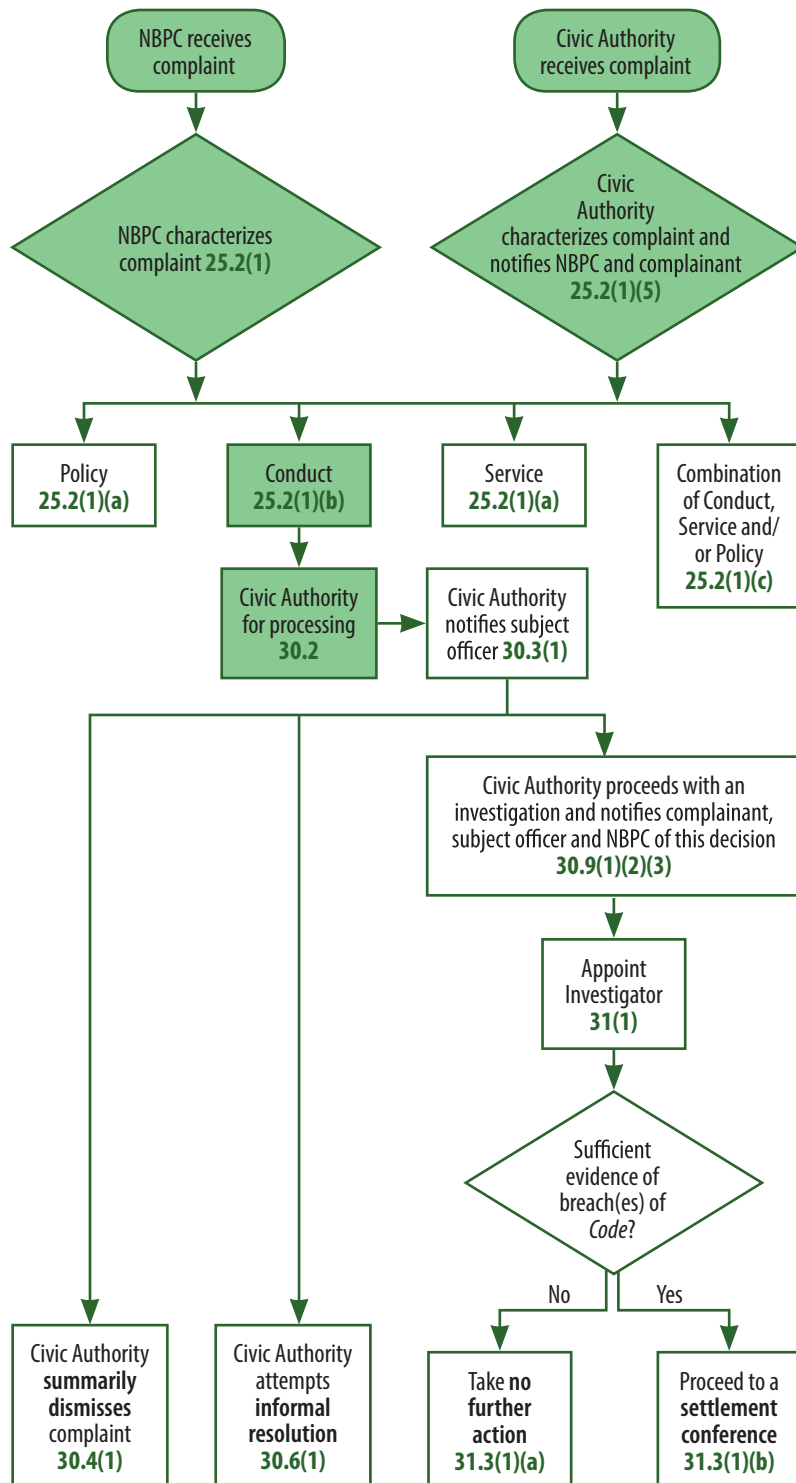 NBPC receives
complaint
Civic Authority
receives complaint
NBPC characterizes
complaint 25.2(1)
Civic
Authority
characterizes complaint and
notifies NBPC and complainant
25.2(1)(5)
Policy
25.2(1)(a)
Conduct
25.2(1)(b)
Service
25.2(1)(a)
Combination
of Conduct,
Service and/
or Policy
25.2(1)(c)
Civic Authority
for processing
30.2
Civic Authority
notifies subject
officer 30.3(1)
Civic Authority proceeds with an
investigation and notifies complainant,
subject officer and NBPC of this decision
30.9(1)(2)(3)
Appoint
Investigator
31(1)
Sufficient
evidence of
breach(es) of
Code?
No
Yes
Civic Authority
summarily
dismisses
complaint
30.4(1)
Civic Authority
attempts
informal
resolution
30.6(1)
Take no
further
action
31.3(1)(a)
Proceed to a
settlement
conference
31.3(1)(b)